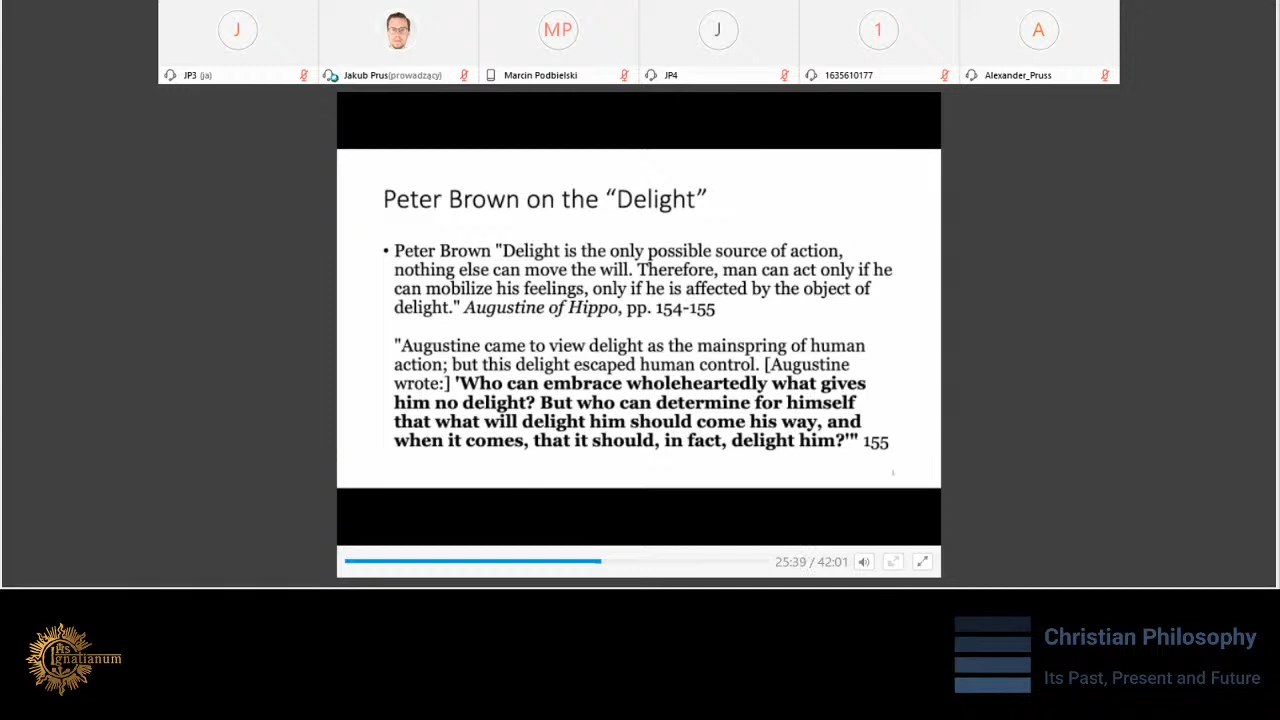 J
MP
J
1
A
JP3 (ja)
Jakub Prus(prowadzący)
Marcin Podbielski
JP4
1635610177
Alexander_Pruss
Peter Brown on the “Delight”
• Peter Brown "Delight is the only possible source of action,
nothing else can move the will. Therefore, man can act only if he
can mobilize his feelings, only if he is affected by the object of
delight." Augustine of Hippo, pp. 154-155
"Augustine came to view delight as the mainspring of human
action; but this delight escaped human control. [Augustine
wrote:] 'Who can embrace wholeheartedly what gives
him no delight? But who can determine for himself
that what will delight him should come his way, and
when it comes, that it should, in fact, delight him?'" 155
25:39 / 42:01
Ignatianum
Christian Philosophy
Its Past, Present and Future